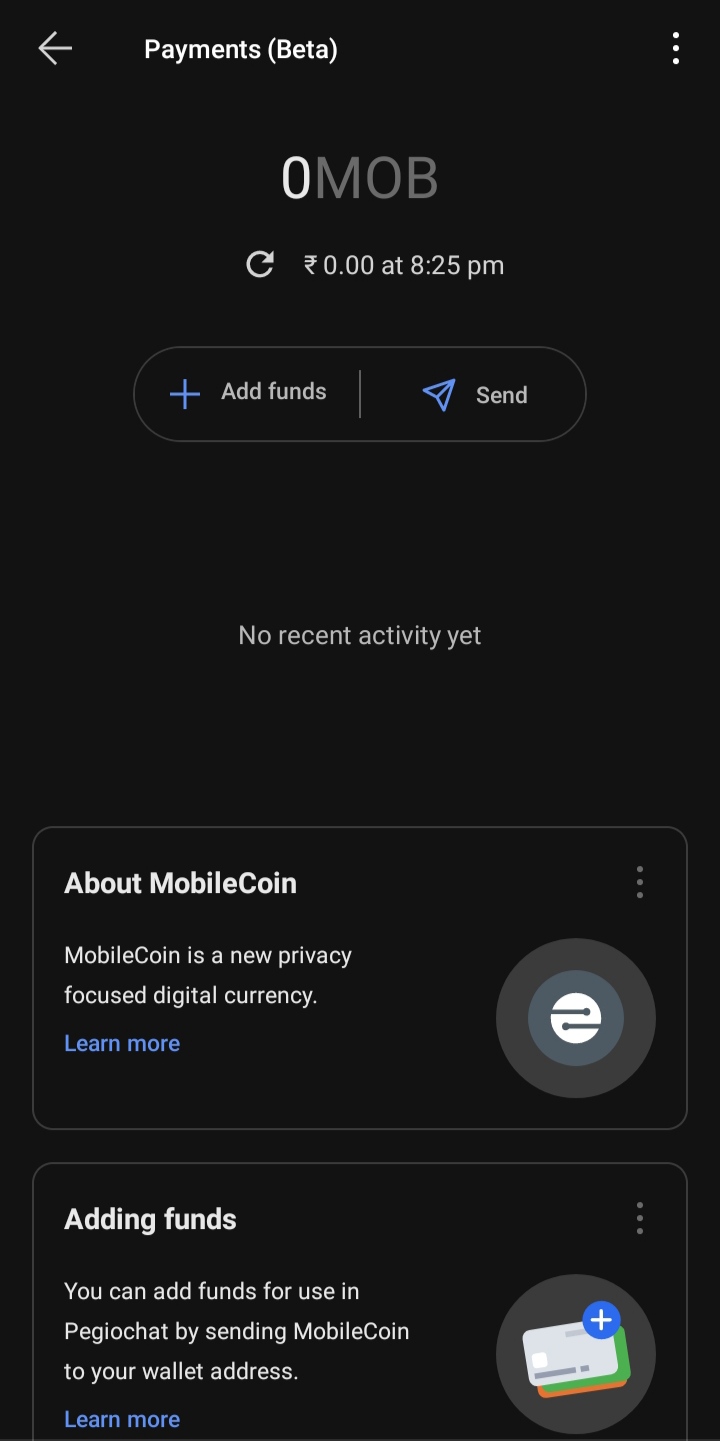 Payments (Beta)
0MOB
₹ 0.00 at 8:25 pm
Add funds
Send
No recent activity yet
About MobileCoin
MobileCoin is a new privacy
focused digital currency.
Learn more
Adding funds
You can add funds for use in
Pegiochat by sending MobileCoin
to your wallet address.
Learn more